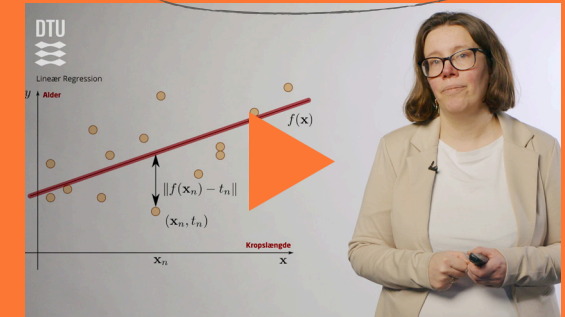 DTU
Lineær Regression
y
Alder
f(x)
‖f(xₙ) − tₙ‖
(xₙ, tₙ)
Kropslængde
xₙ
x